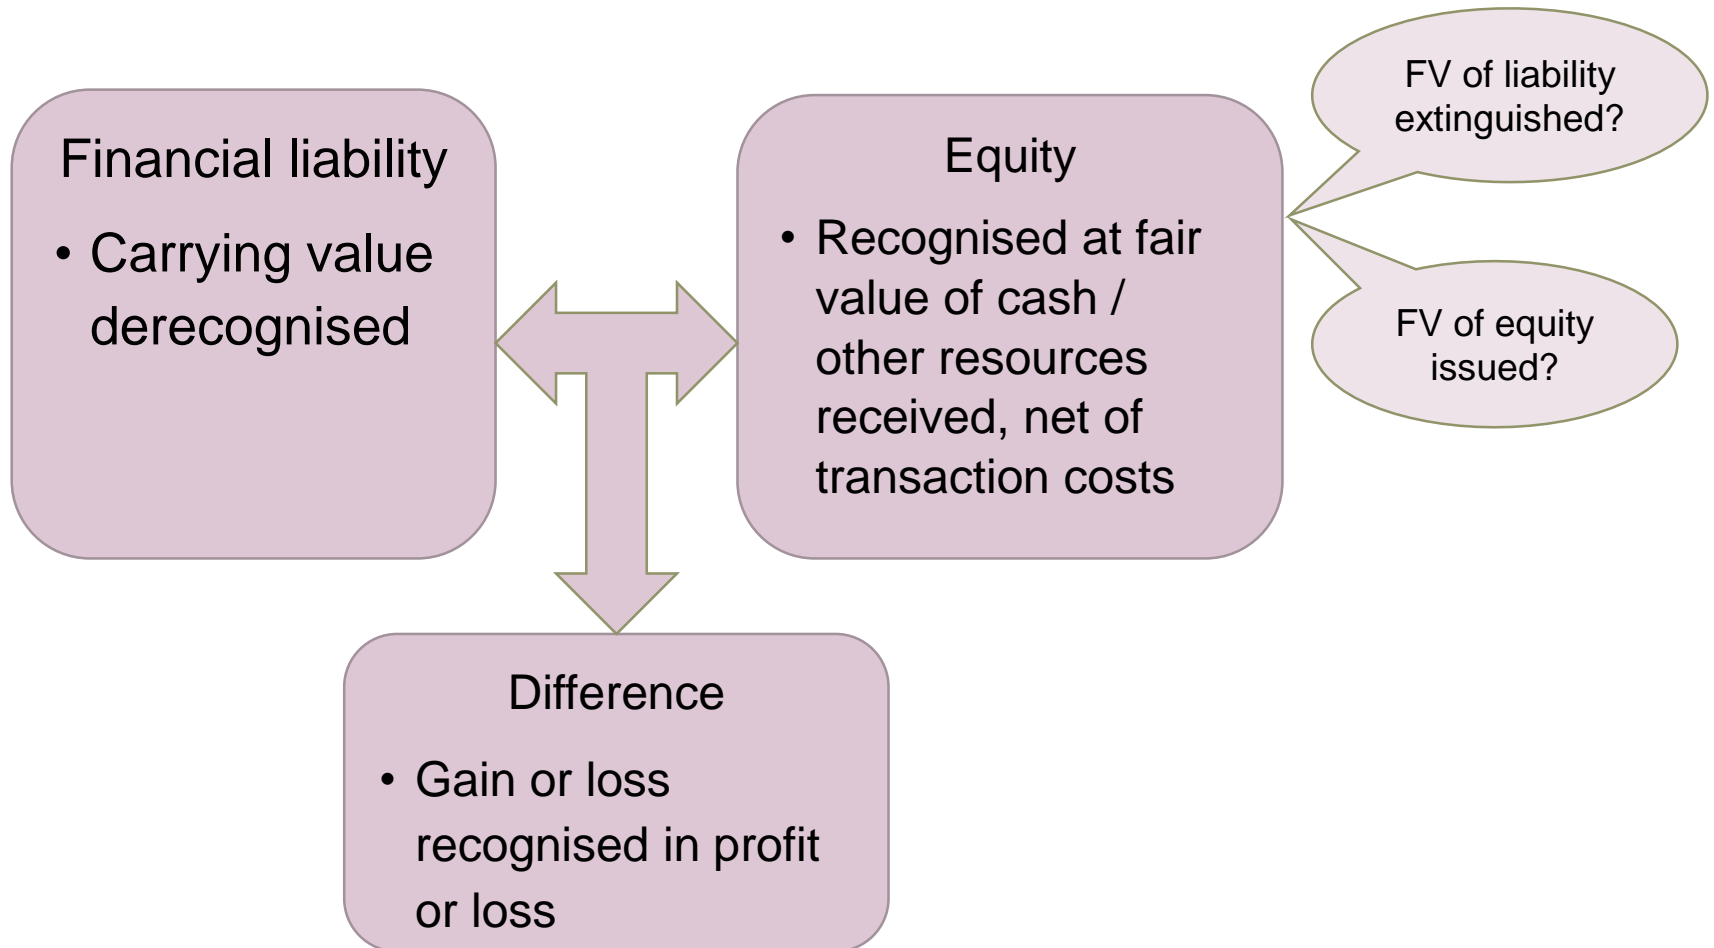 Financial liability
• Carrying value
derecognised
Equity
• Recognised at fair
value of cash /
other resources
received, net of
transaction costs
FV of liability
extinguished?
FV of equity
issued?
Difference
• Gain or loss
recognised in profit
or loss